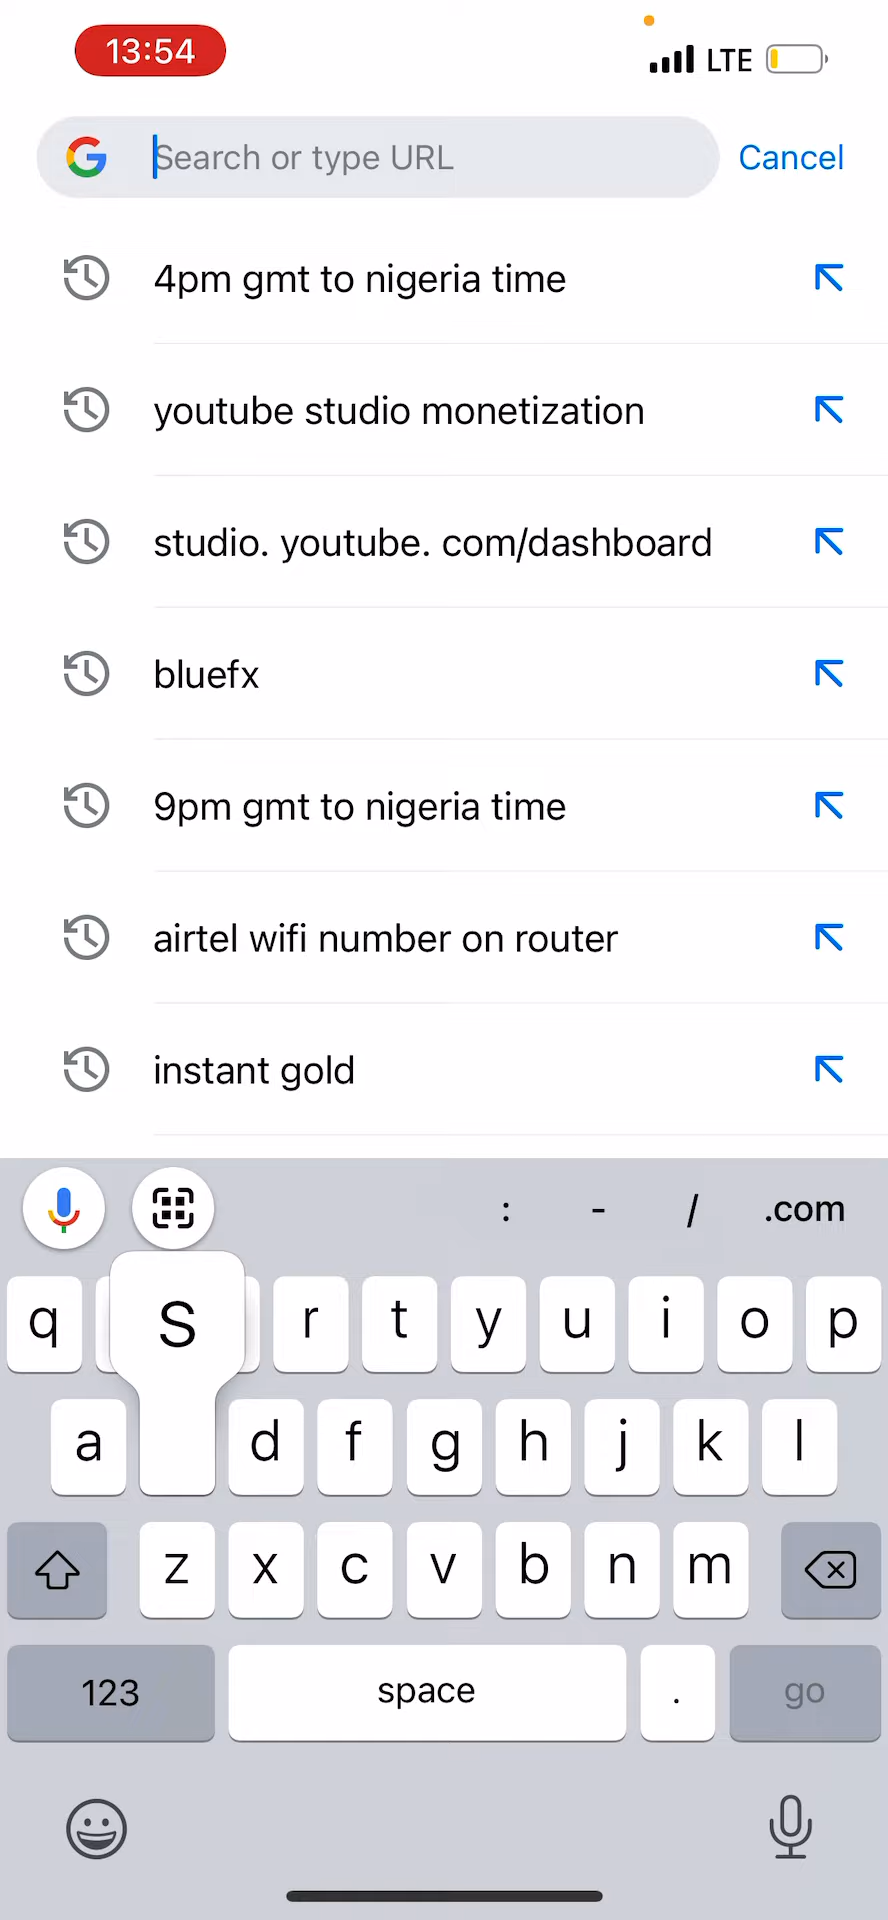 13:54
LTE
Search or type URL
Cancel
4pm gmt to nigeria time
youtube studio monetization
studio. youtube. com/dashboard
bluefx
9pm gmt to nigeria time
airtel wifi number on router
instant gold
: - / .com
q r t y u i o p
a s d f g h j k l
z x c v b n m
123 space . go